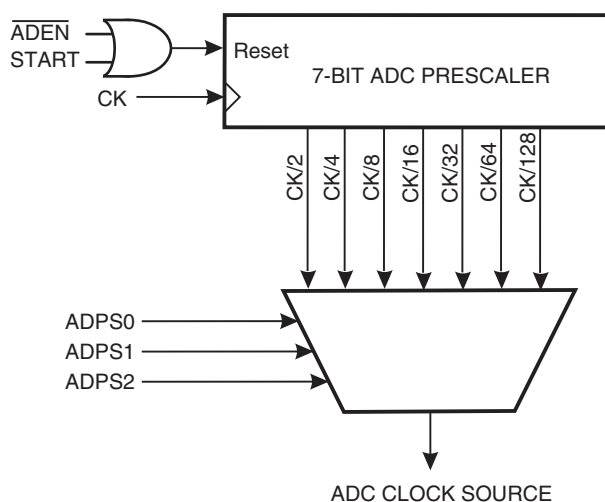 ADEN
START
Reset
7-BIT ADC PRESCALER
CK
CK/2
CK/4
CK/8
CK/16
CK/32
CK/64
CK/128
ADPS0
ADPS1
ADPS2
ADC CLOCK SOURCE